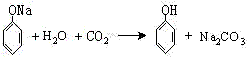 ONa OH
+ H₂O + CO₂ → + Na₂CO₃